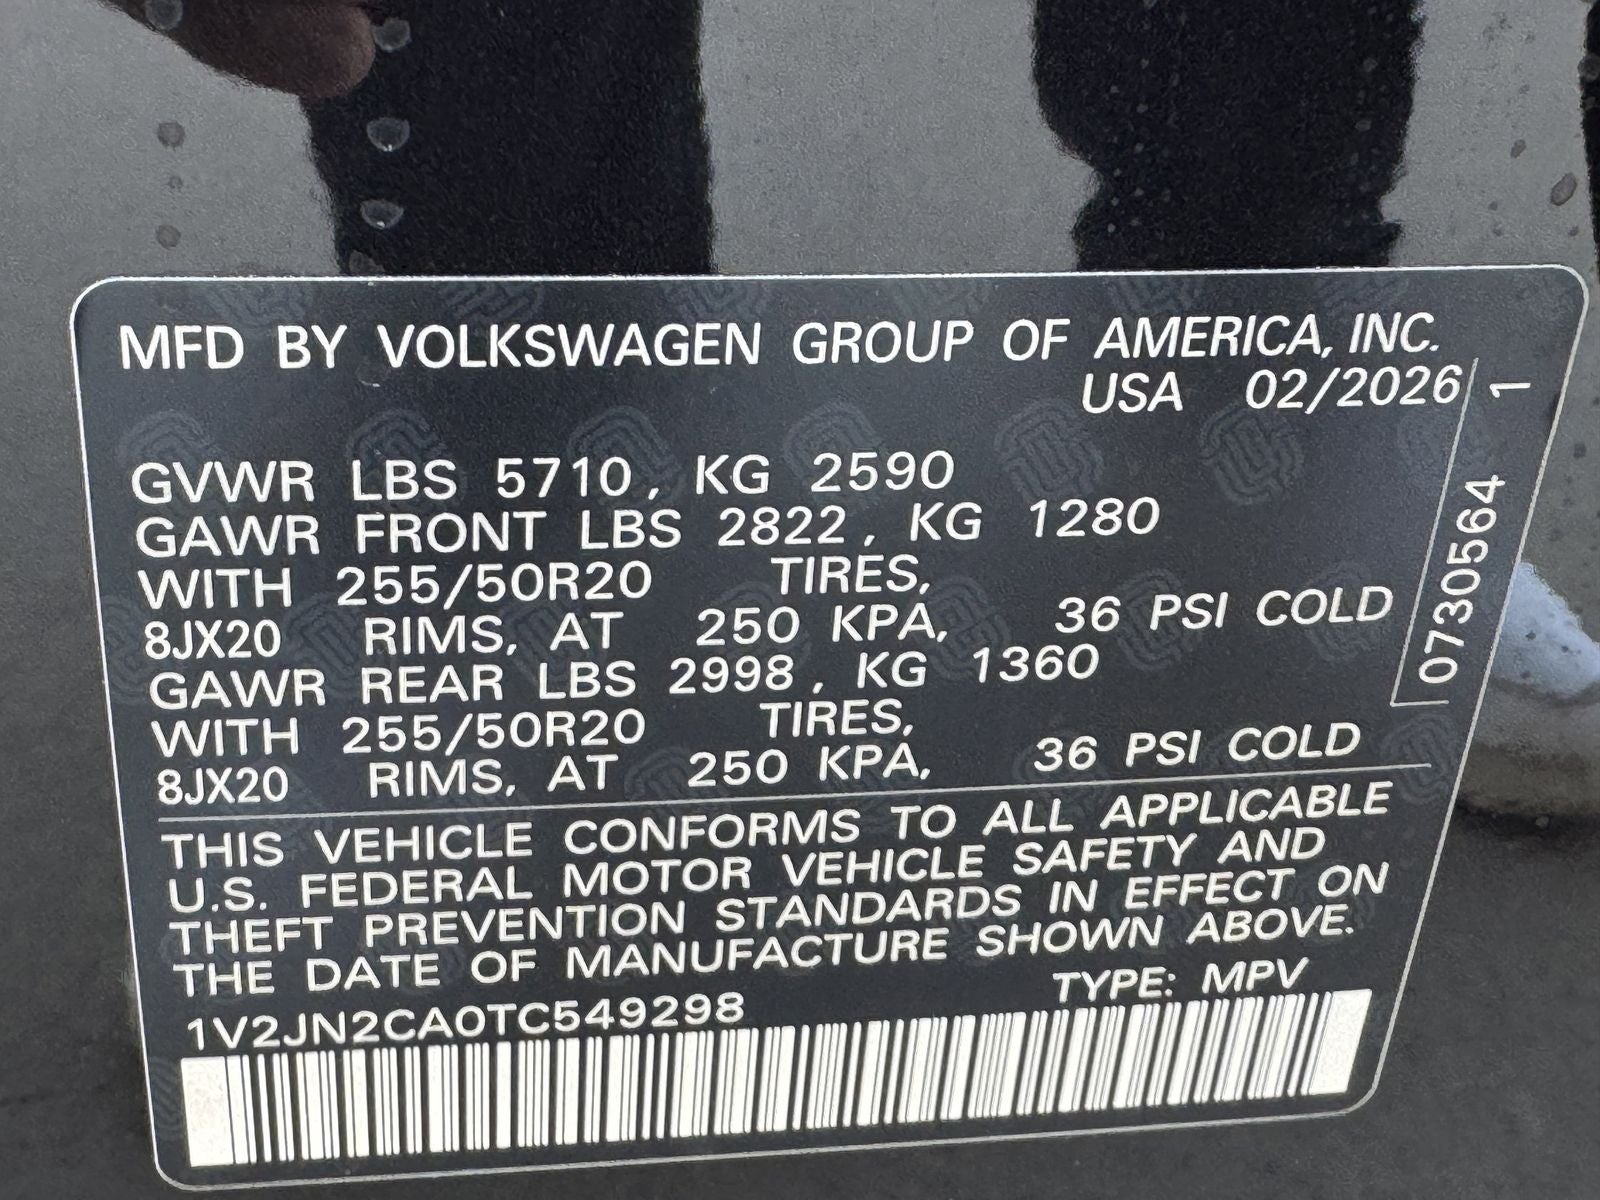 MFD BY VOLKSWAGEN GROUP OF AMERICA, INC.
USA 02/2026
GVWR LBS 5710, KG 2590
GAWR FRONT LBS 2822, KG 1280
WITH 255/50R20 TIRES,
8JX20 RIMS, AT 250 KPA, 36 PSI COLD
GAWR REAR LBS 2998, KG 1360
WITH 255/50R20 TIRES,
8JX20 RIMS, AT 250 KPA, 36 PSI COLD
THIS VEHICLE CONFORMS TO ALL APPLICABLE
U.S. FEDERAL MOTOR VEHICLE SAFETY AND
THEFT PREVENTION STANDARDS IN EFFECT ON
THE DATE OF MANUFACTURE SHOWN ABOVE.
1V2JN2CA0TC549298 TYPE: MPV
0730564 1